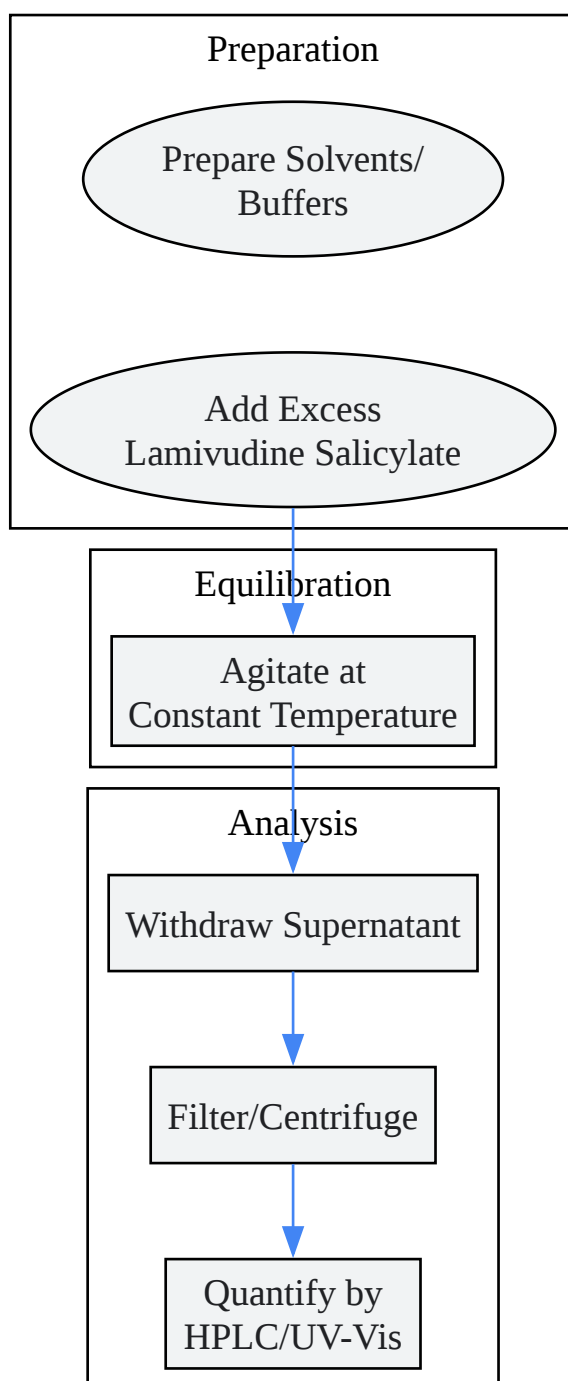 Preparation
Prepare Solvents/
Buffers
Add Excess
Lamivudine Salicylate
Equilibration
Agitate at
Constant Temperature
Analysis
Withdraw Supernatant
Filter/Centrifuge
Quantify by
HPLC/UV-Vis